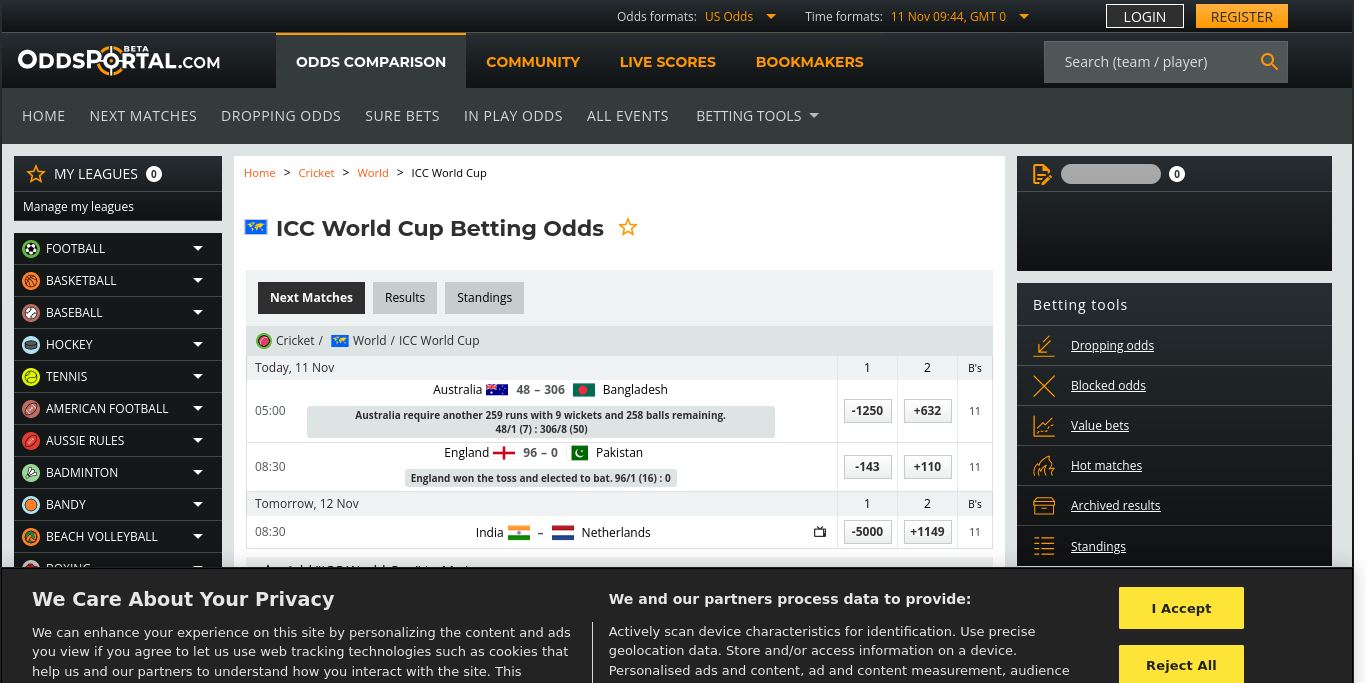 Odds formats: US Odds Time formats: 11 Nov 09:44, GMT 0 LOGIN REGISTER
ODDSPORTAL.COM BETA ODDS COMPARISON COMMUNITY LIVE SCORES BOOKMAKERS Search (team / player)
HOME NEXT MATCHES DROPPING ODDS SURE BETS IN PLAY ODDS ALL EVENTS BETTING TOOLS
MY LEAGUES 0
Manage my leagues
FOOTBALL
BASKETBALL
BASEBALL
HOCKEY
TENNIS
AMERICAN FOOTBALL
AUSSIE RULES
BADMINTON
BANDY
BEACH VOLLEYBALL
Home > Cricket > World > ICC World Cup
ICC World Cup Betting Odds
Next Matches Results Standings
Cricket / World / ICC World Cup
Today, 11 Nov 1 2 B's
Australia 48 – 306 Bangladesh
05:00 -1250 +632 11
Australia require another 259 runs with 9 wickets and 258 balls remaining.
48/1 (7) : 306/8 (50)
England 96 – 0 Pakistan
08:30 -143 +110 11
England won the toss and elected to bat. 96/1 (16) : 0
Tomorrow, 12 Nov 1 2 B's
08:30 India – Netherlands -5000 +1149 11
0
Betting tools
Dropping odds
Blocked odds
Value bets
Hot matches
Archived results
Standings
We Care About Your Privacy
We can enhance your experience on this site by personalizing the content and ads
you view if you agree to let us use web tracking technologies such as cookies that
help us and our partners to understand how you interact with the site. This
We and our partners process data to provide:
Actively scan device characteristics for identification. Use precise
geolocation data. Store and/or access information on a device.
Personalised ads and content, ad and content measurement, audience
I Accept
Reject All